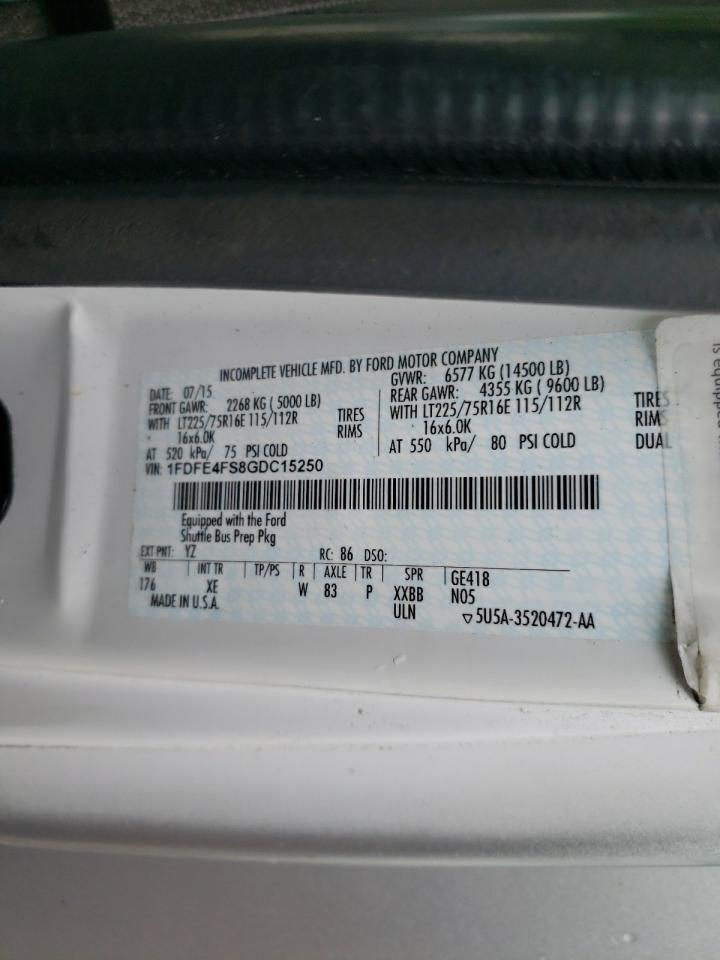 INCOMPLETE VEHICLE MFD. BY FORD MOTOR COMPANY
DATE: 07/15 GVWR: 6577 KG (14500 LB)
FRONT GAWR: 2268 KG ( 5000 LB) REAR GAWR: 4355 KG ( 9600 LB)
WITH LT225/75R16E 115/112R TIRES WITH LT225/75R16E 115/112R TIRES
16x6.0K RIMS 16x6.0K RIMS
AT 520 kPa/ 75 PSI COLD AT 550 kPa/ 80 PSI COLD DUAL
VIN: 1FDFE4FS8GDC15250
Equipped with the Ford
Shuttle Bus Prep Pkg
EXT PNT: YZ RC: 86 DSO:
WB INT TR TP/PS R AXLE TR SPR GE418
176 XE W 83 P XXBB N05
MADE IN U.S.A. ULN ▽5U5A-3520472-AA